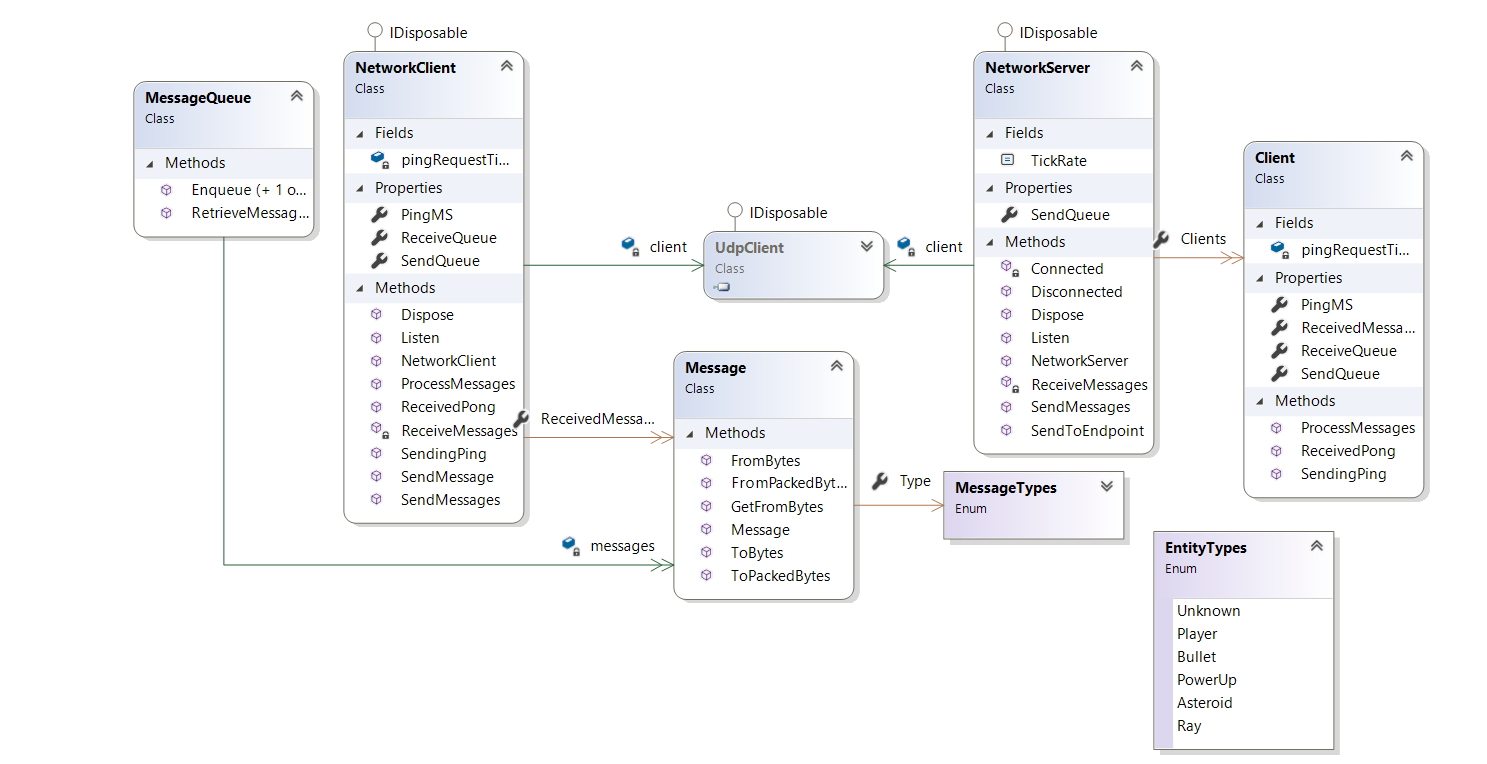 IDisposable
NetworkClient
Class
Fields
pingRequestTi...
Properties
PingMS
ReceiveQueue
SendQueue
Methods
Dispose
Listen
NetworkClient
ProcessMessages
ReceivedPong
ReceiveMessages
SendingPing
SendMessage
SendMessages
MessageQueue
Class
Methods
Enqueue (+ 1 o...
RetrieveMessag...
client
IDisposable
UdpClient
Class
client
ReceivedMessa...
messages
Message
Class
Methods
FromBytes
FromPackedByt...
GetFromBytes
Message
ToBytes
ToPackedBytes
Type
MessageTypes
Enum
IDisposable
NetworkServer
Class
Fields
TickRate
Properties
SendQueue
Methods
Connected
Disconnected
Dispose
Listen
NetworkServer
ReceiveMessages
SendMessages
SendToEndpoint
Clients
Client
Class
Fields
pingRequestTi...
Properties
PingMS
ReceivedMessa...
ReceiveQueue
SendQueue
Methods
ProcessMessages
ReceivedPong
SendingPing
EntityTypes
Enum
Unknown
Player
Bullet
PowerUp
Asteroid
Ray